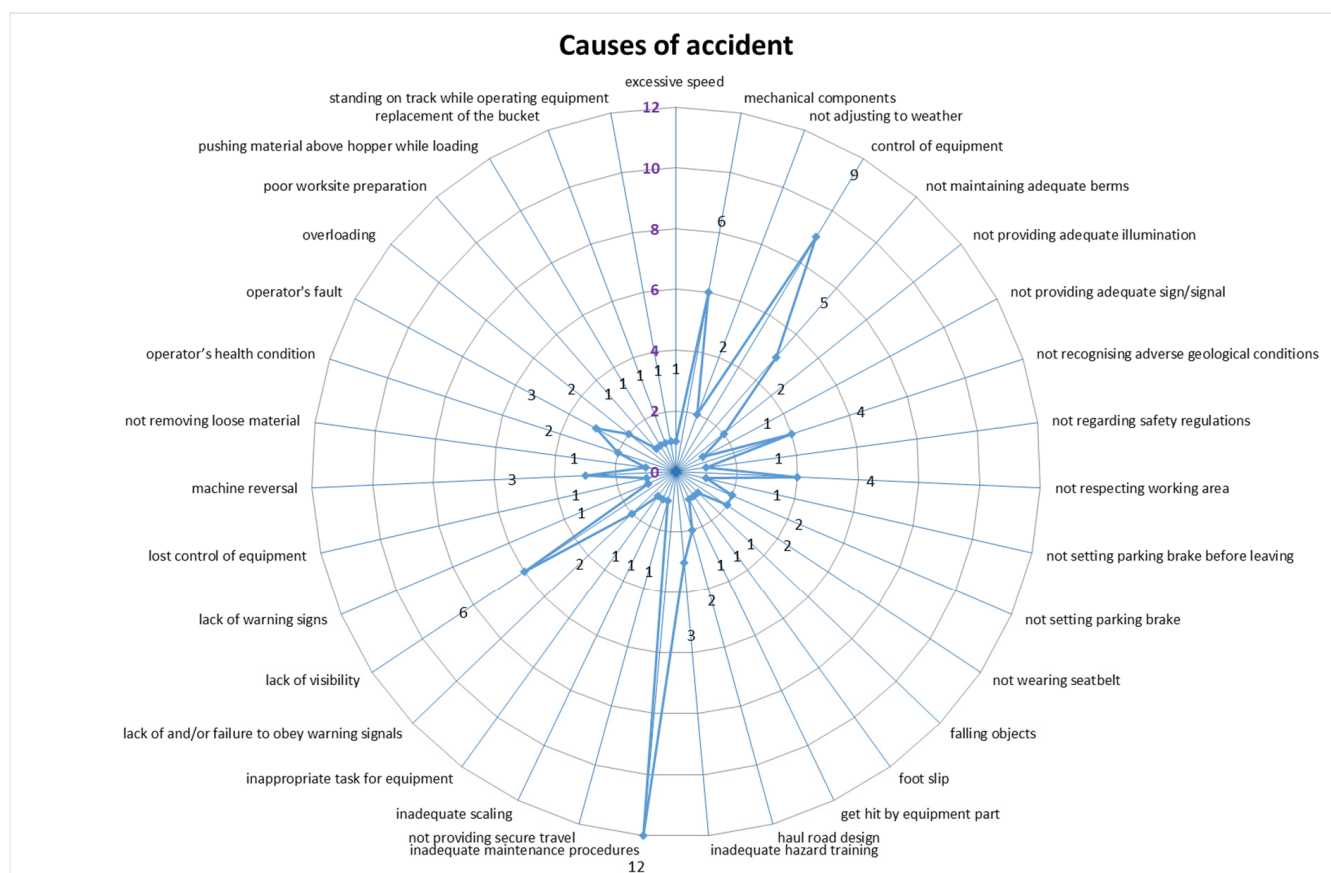 Causes of accident
excessive speed
standing on track while operating equipment
mechanical components
12
replacement of the bucket
not adjusting to weather
pushing material above hopper while loading
control of equipment
10
9
poor worksite preparation
not maintaining adequate berms
6
8
overloading
not providing adequate illumination
operator's fault
6
not providing adequate sign/signal
5
operator’s health condition
4
2
not recognising adverse geological conditions
1
1
1
1
1
1
2
3
2
2
4
not removing loose material
2
1
not regarding safety regulations
2
1
1
0
machine reversal
3
4
not respecting working area
1
1
1
2
lost control of equipment
not setting parking brake before leaving
2
1
1
1
2
1
1
1
lack of warning signs
6
2
not setting parking brake
3
lack of visibility
not wearing seatbelt
lack of and/or failure to obey warning signals
falling objects
inappropriate task for equipment
foot slip
inadequate scaling
get hit by equipment part
not providing secure travel
haul road design
inadequate maintenance procedures
inadequate hazard training
12